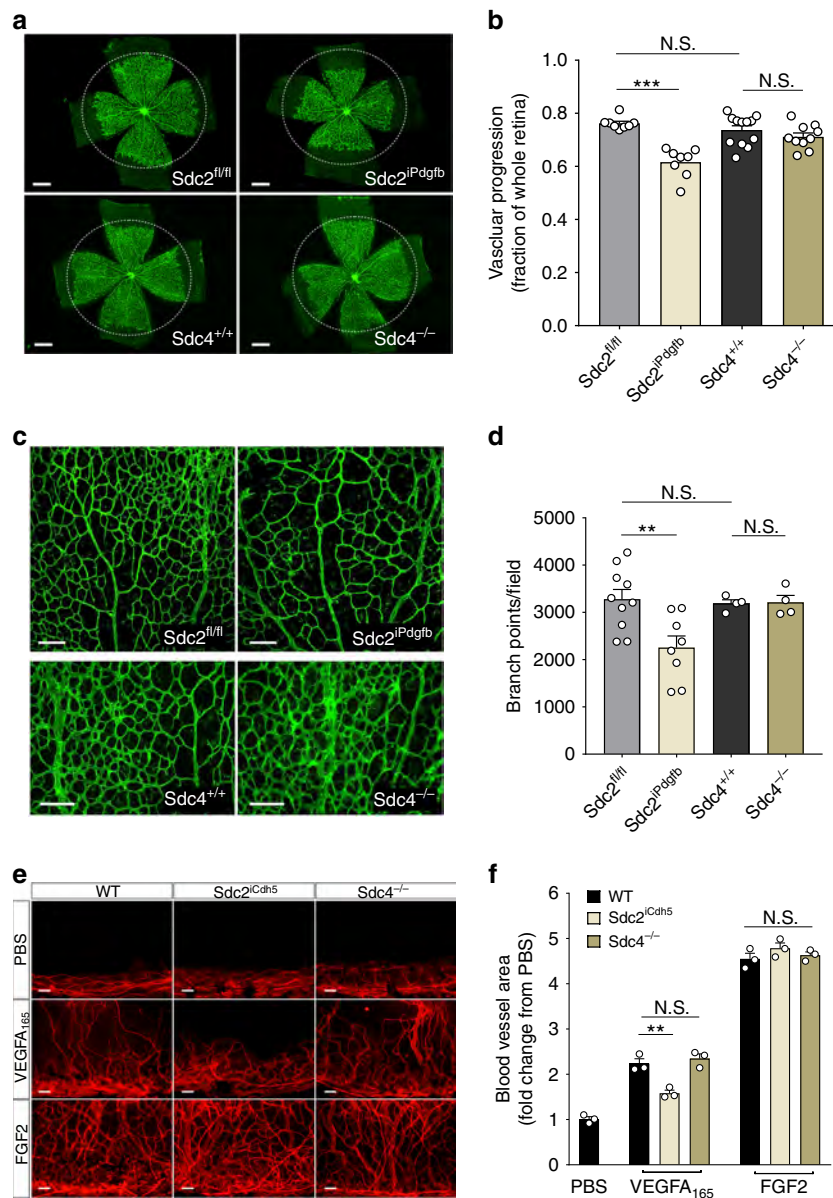 a
Sdc2fl/fl
Sdc2iPdgfb
Sdc4+/+
Sdc4−/−
b
N.S.
***
N.S.
1.0
0.8
0.6
0.4
0.2
0.0
Vascluar progression
(fraction of whole retina)
Sdc2fl/fl
Sdc2iPdgfb
Sdc4+/+
Sdc4−/−
c
Sdc2fl/fl
Sdc2iPdgfb
Sdc4+/+
Sdc4−/−
d
N.S.
**
N.S.
5000
4000
3000
2000
1000
0
Branch points/field
Sdc2fl/fl
Sdc2iPdgfb
Sdc4+/+
Sdc4−/−
e
WT
Sdc2iCdh5
Sdc4−/−
PBS
VEGFA165
FGF2
f
WT
Sdc2iCdh5
Sdc4−/−
N.S.
N.S.
**
6
5
4
3
2
1
0
Blood vessel area
(fold change from PBS)
PBS
VEGFA165
FGF2